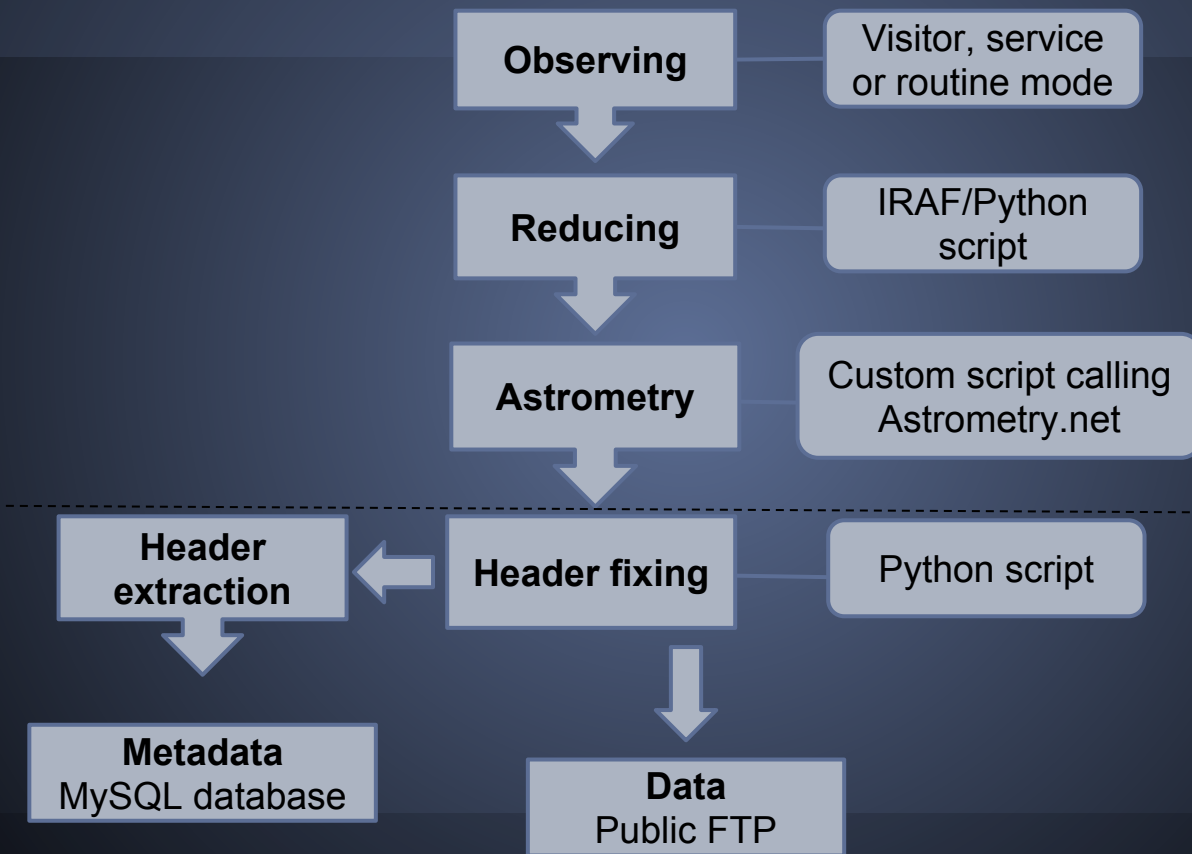 Observing
Visitor, service
or routine mode
Reducing
IRAF/Python
script
Astrometry
Custom script calling
Astrometry.net
Header
extraction
Header fixing
Python script
Metadata
MySQL database
Data
Public FTP